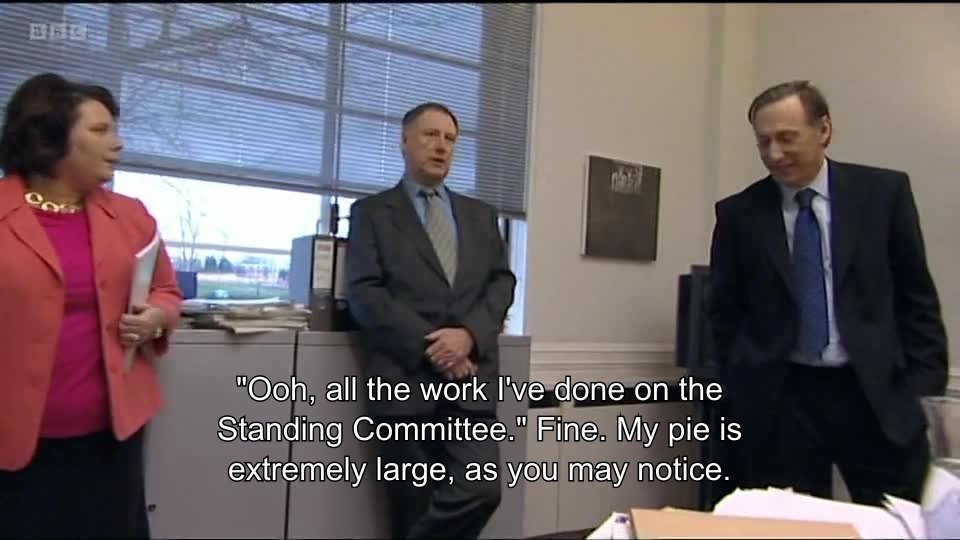 BBC
"Ooh, all the work I've done on the
Standing Committee." Fine. My pie is
extremely large, as you may notice.